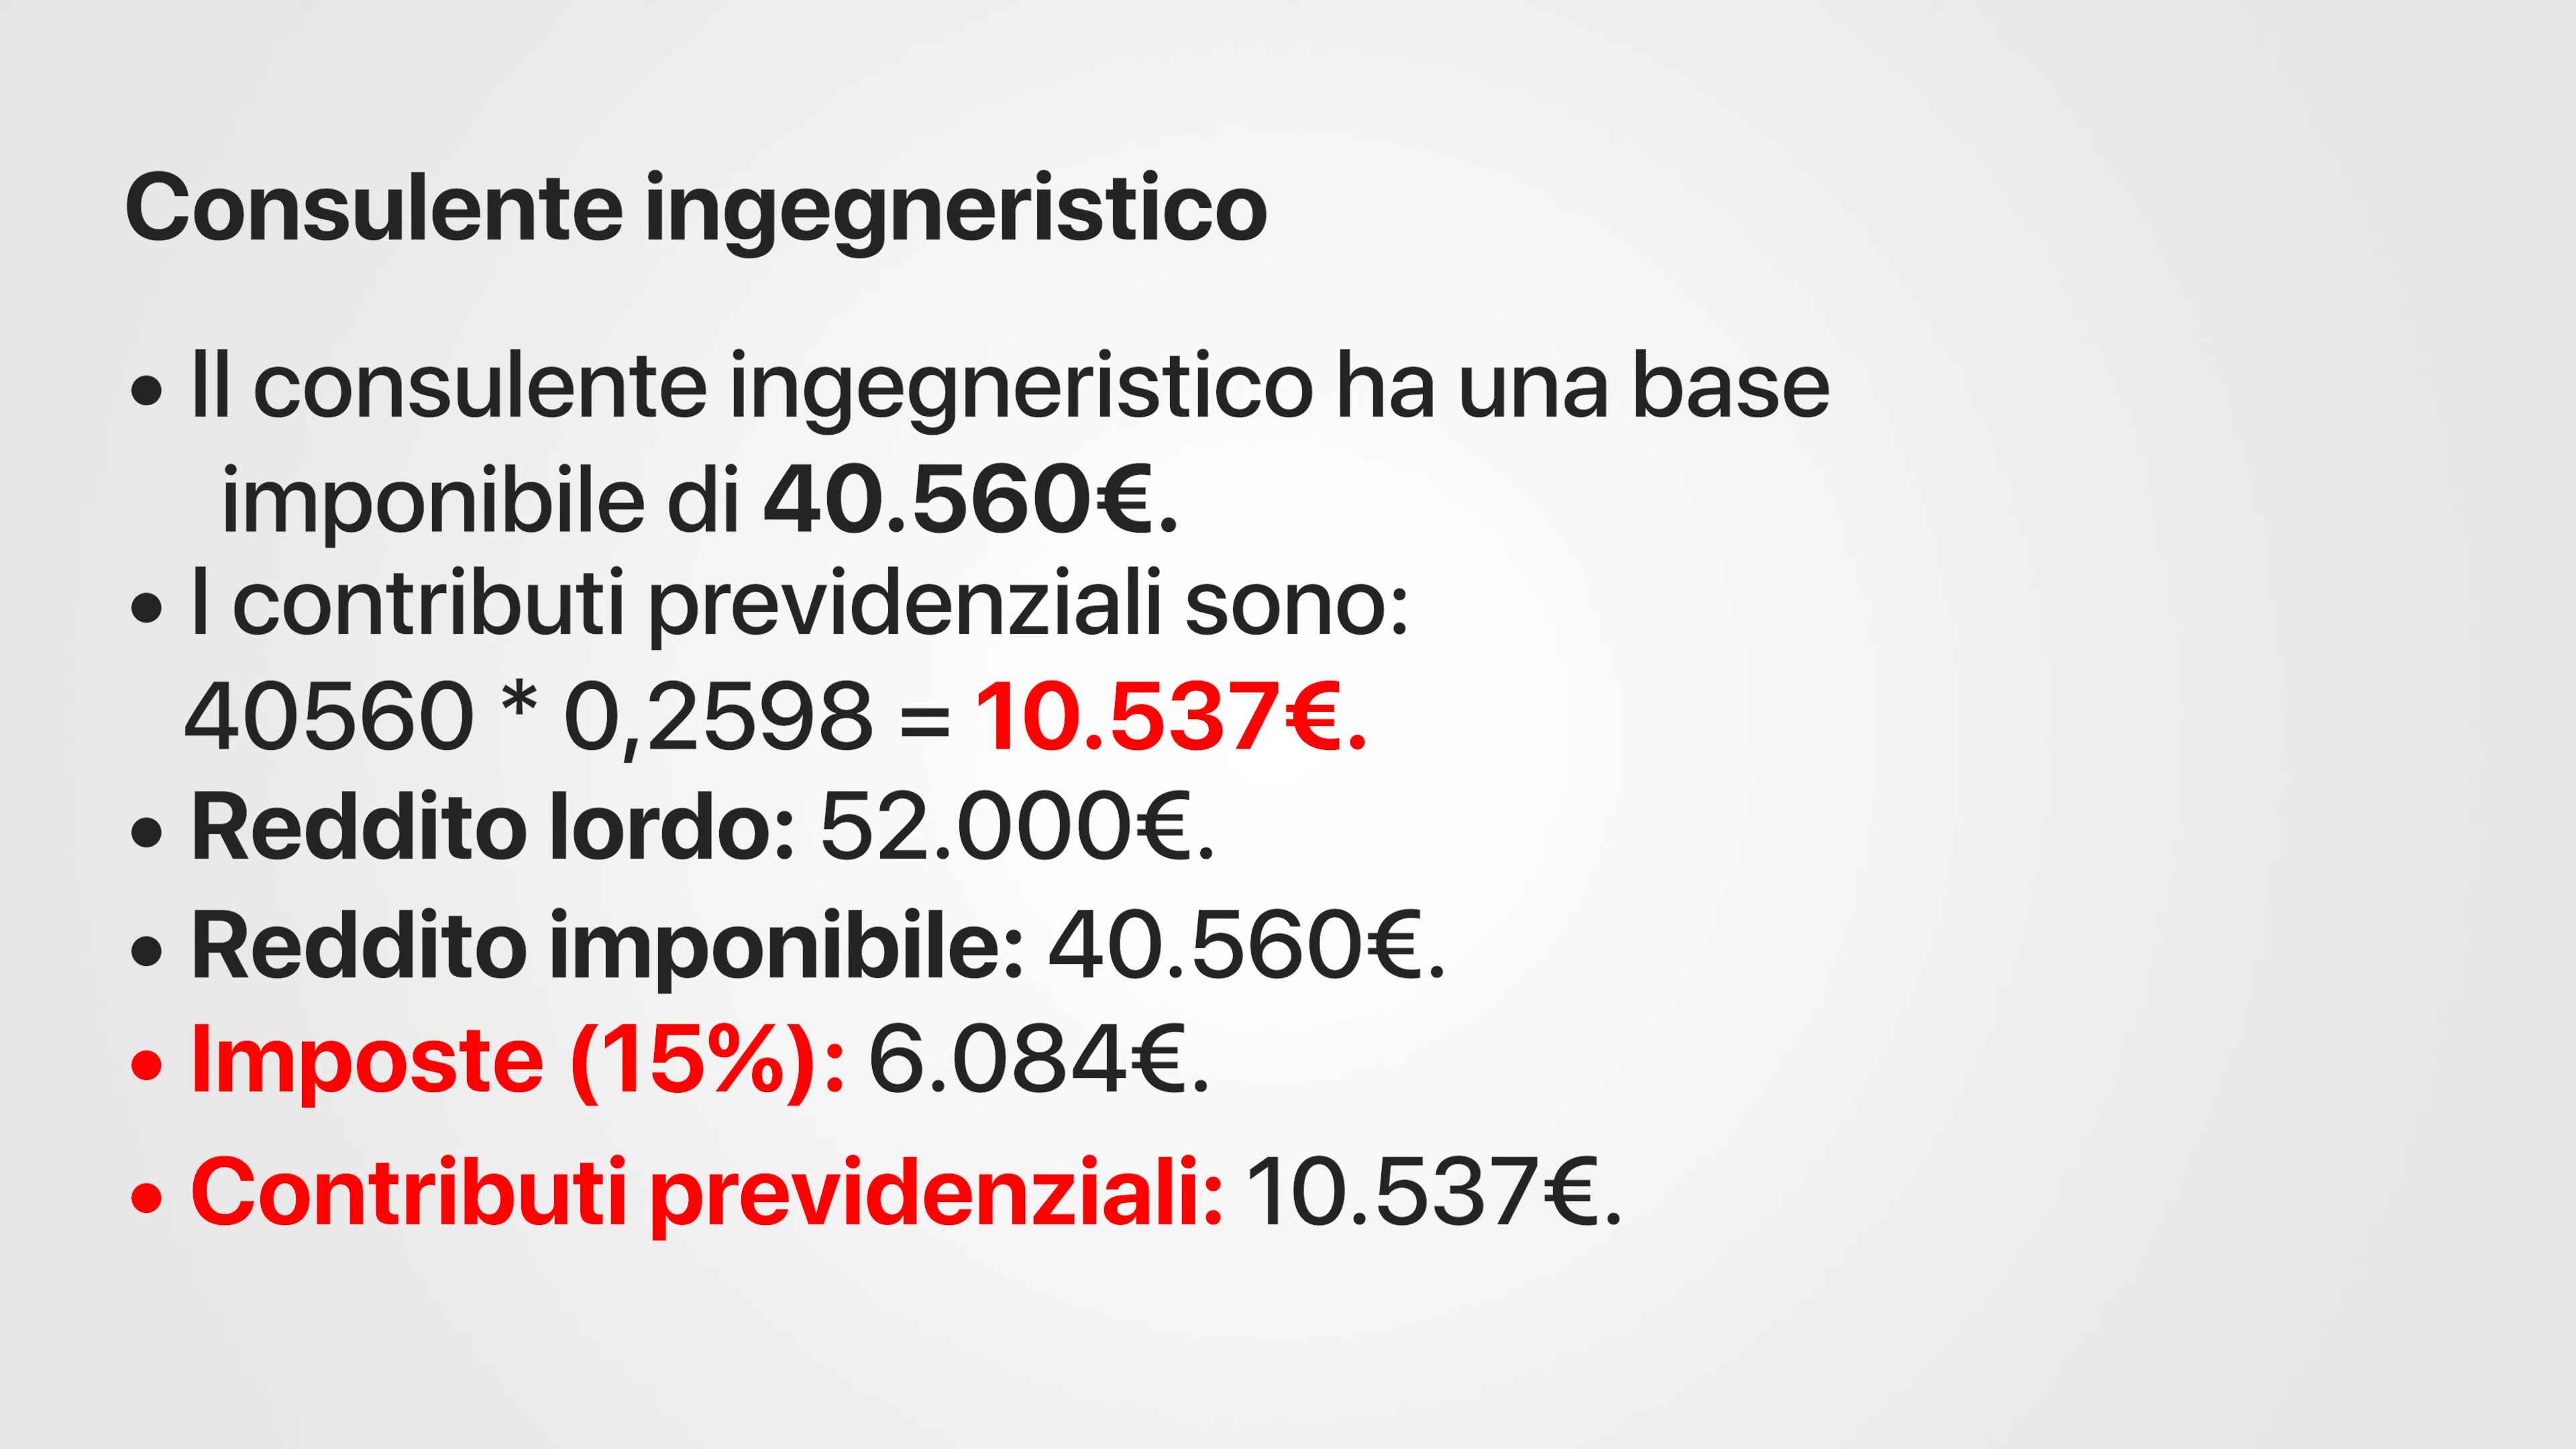 Consulente ingegneristico
• Il consulente ingegneristico ha una base
imponibile di 40.560€.
• I contributi previdenziali sono:
40560 * 0,2598 = 10.537€.
• Reddito lordo: 52.000€.
• Reddito imponibile: 40.560€.
• Imposte (15%): 6.084€.
• Contributi previdenziali: 10.537€.